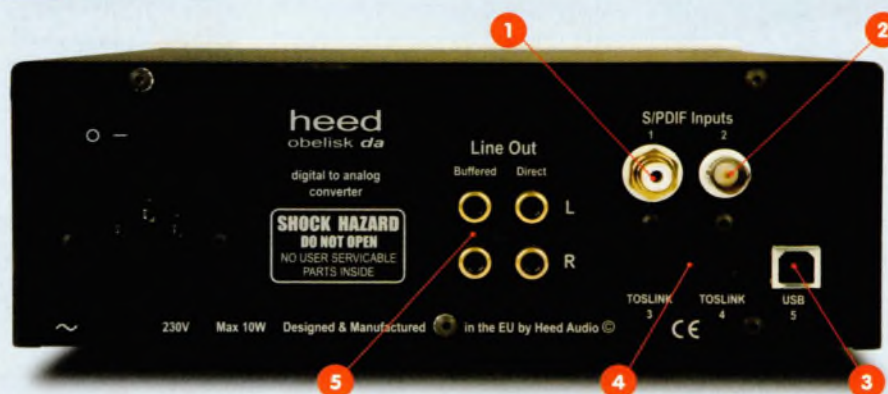 1
2
heed
obelisk da
digital to analog
converter
SHOCK HAZARD
DO NOT OPEN
NO USER SERVICABLE
PARTS INSIDE
Line Out
Buffered Direct
L
R
S/PDIF Inputs
1 2
TOSLINK TOSLINK USB
3 4 5
230V Max 10W Designed & Manufactured in the EU by Heed Audio © CE
5
4
3